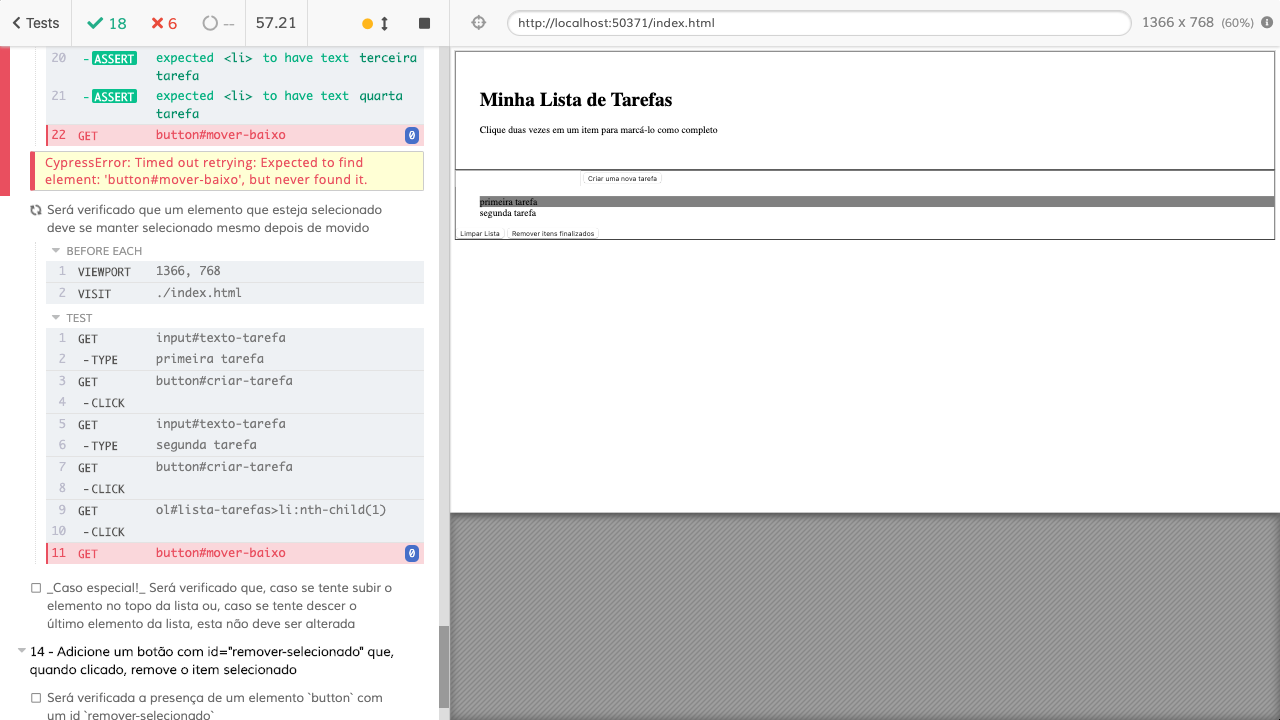 Tests 18 6 -- 57.21
http://localhost:50371/index.html 1366 x 768 (60%)
20 -ASSERT expected <li> to have text terceira
tarefa
21 -ASSERT expected <li> to have text quarta
tarefa
22 GET button#mover-baixo 0
CypressError: Timed out retrying: Expected to find
element: 'button#mover-baixo', but never found it.
Será verificado que um elemento que esteja selecionado
deve se manter selecionado mesmo depois de movido
BEFORE EACH
1 VIEWPORT 1366, 768
2 VISIT ./index.html
TEST
1 GET input#texto-tarefa
2 -TYPE primeira tarefa
3 GET button#criar-tarefa
4 -CLICK
5 GET input#texto-tarefa
6 -TYPE segunda tarefa
7 GET button#criar-tarefa
8 -CLICK
9 GET ol#lista-tarefas>li:nth-child(1)
10 -CLICK
11 GET button#mover-baixo 0
_Caso especial!_ Será verificado que, caso se tente subir o
elemento no topo da lista ou, caso se tente descer o
último elemento da lista, esta não deve ser alterada
14 - Adicione um botão com id="remover-selecionado" que,
quando clicado, remove o item selecionado
Será verificada a presença de um elemento `button` com
um id `remover-selecionado`
Minha Lista de Tarefas
Clique duas vezes em um item para marcá-lo como completo
Criar uma nova tarefa
primeira tarefa
segunda tarefa
Limpar Lista Remover itens finalizados